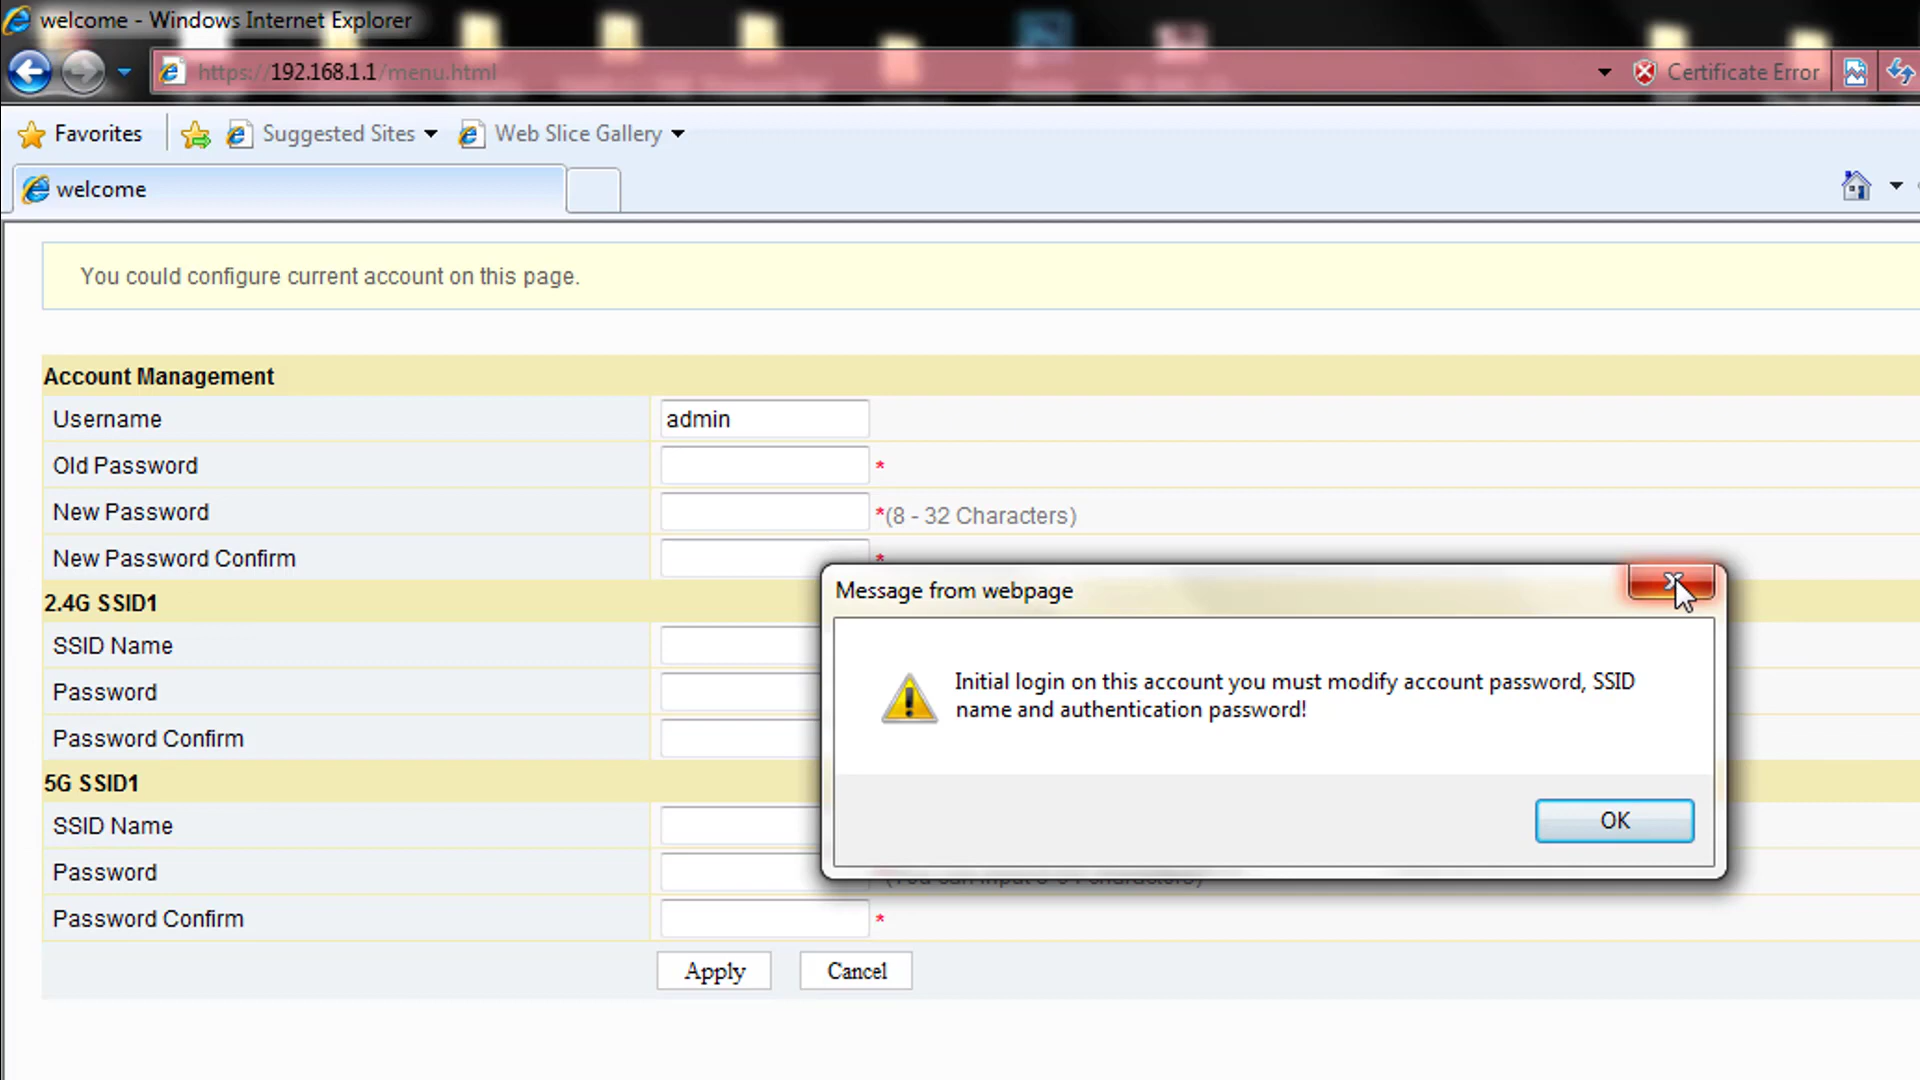 welcome - Windows Internet Explorer
https://192.168.1.1/menu.html
Certificate Error
Favorites
Suggested Sites
Web Slice Gallery
welcome
You could configure current account on this page.
Account Management
Username
admin
Old Password
*
New Password
*(8 - 32 Characters)
New Password Confirm
*
2.4G SSID1
SSID Name
Password
Password Confirm
5G SSID1
SSID Name
Password
Password Confirm
*
Apply
Cancel
Message from webpage
Initial login on this account you must modify account password, SSID
name and authentication password!
OK